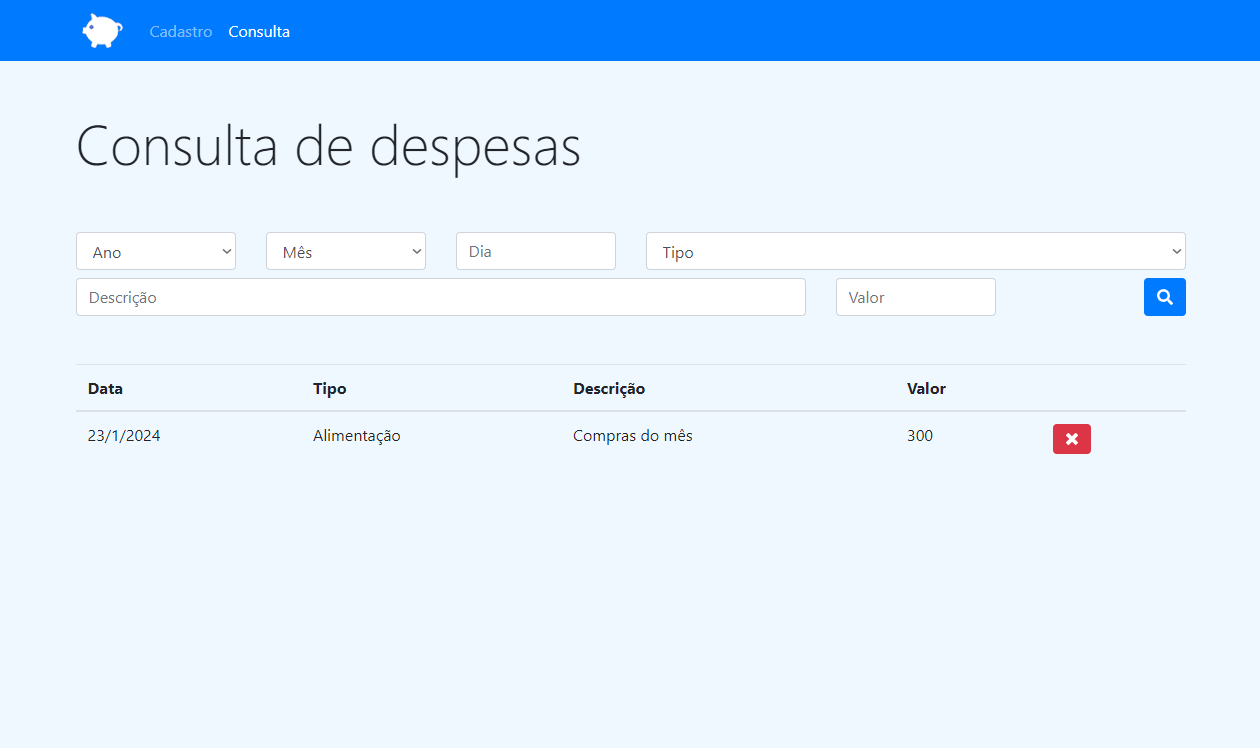 Cadastro Consulta
Consulta de despesas
Ano Mês Dia Tipo
Descrição Valor
Data Tipo Descrição Valor
23/1/2024 Alimentação Compras do mês 300